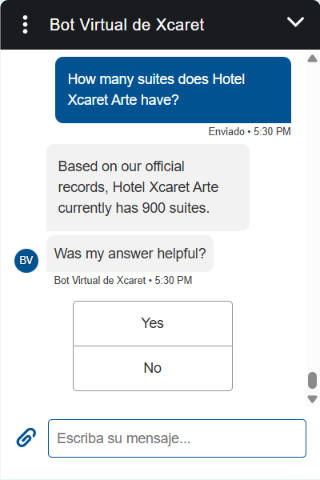 Bot Virtual de Xcaret
How many suites does Hotel
Xcaret Arte have?
Enviado • 5:30 PM
Based on our official
records, Hotel Xcaret Arte
currently has 900 suites.
Was my answer helpful?
BV
Bot Virtual de Xcaret • 5:30 PM
Yes
No
Escriba su mensaje...